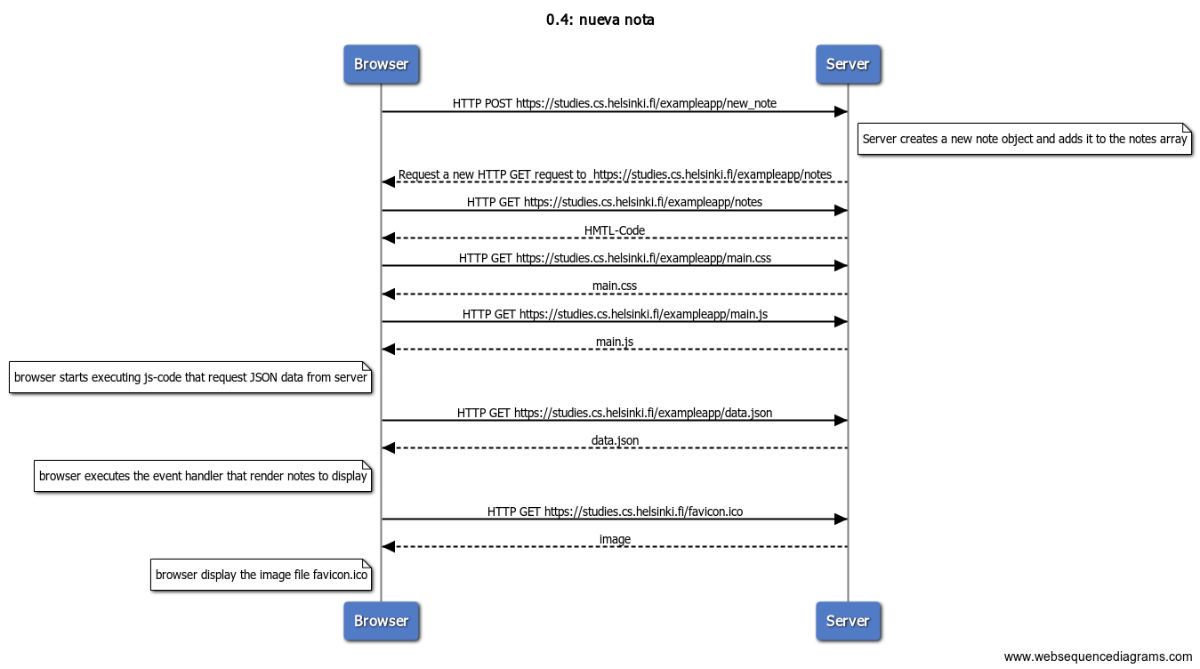 0.4: nueva nota
Browser
Server
HTTP POST https://studies.cs.helsinki.fi/exampleapp/new_note
Server creates a new note object and adds it to the notes array
Request a new HTTP GET request to  https://studies.cs.helsinki.fi/exampleapp/notes
HTTP GET https://studies.cs.helsinki.fi/exampleapp/notes
HMTL-Code
HTTP GET https://studies.cs.helsinki.fi/exampleapp/main.css
main.css
HTTP GET https://studies.cs.helsinki.fi/exampleapp/main.js
main.js
browser starts executing js-code that request JSON data from server
HTTP GET https://studies.cs.helsinki.fi/exampleapp/data.json
data.json
browser executes the event handler that render notes to display
HTTP GET https://studies.cs.helsinki.fi/favicon.ico
image
browser display the image file favicon.ico
Browser
Server
www.websequencediagrams.com